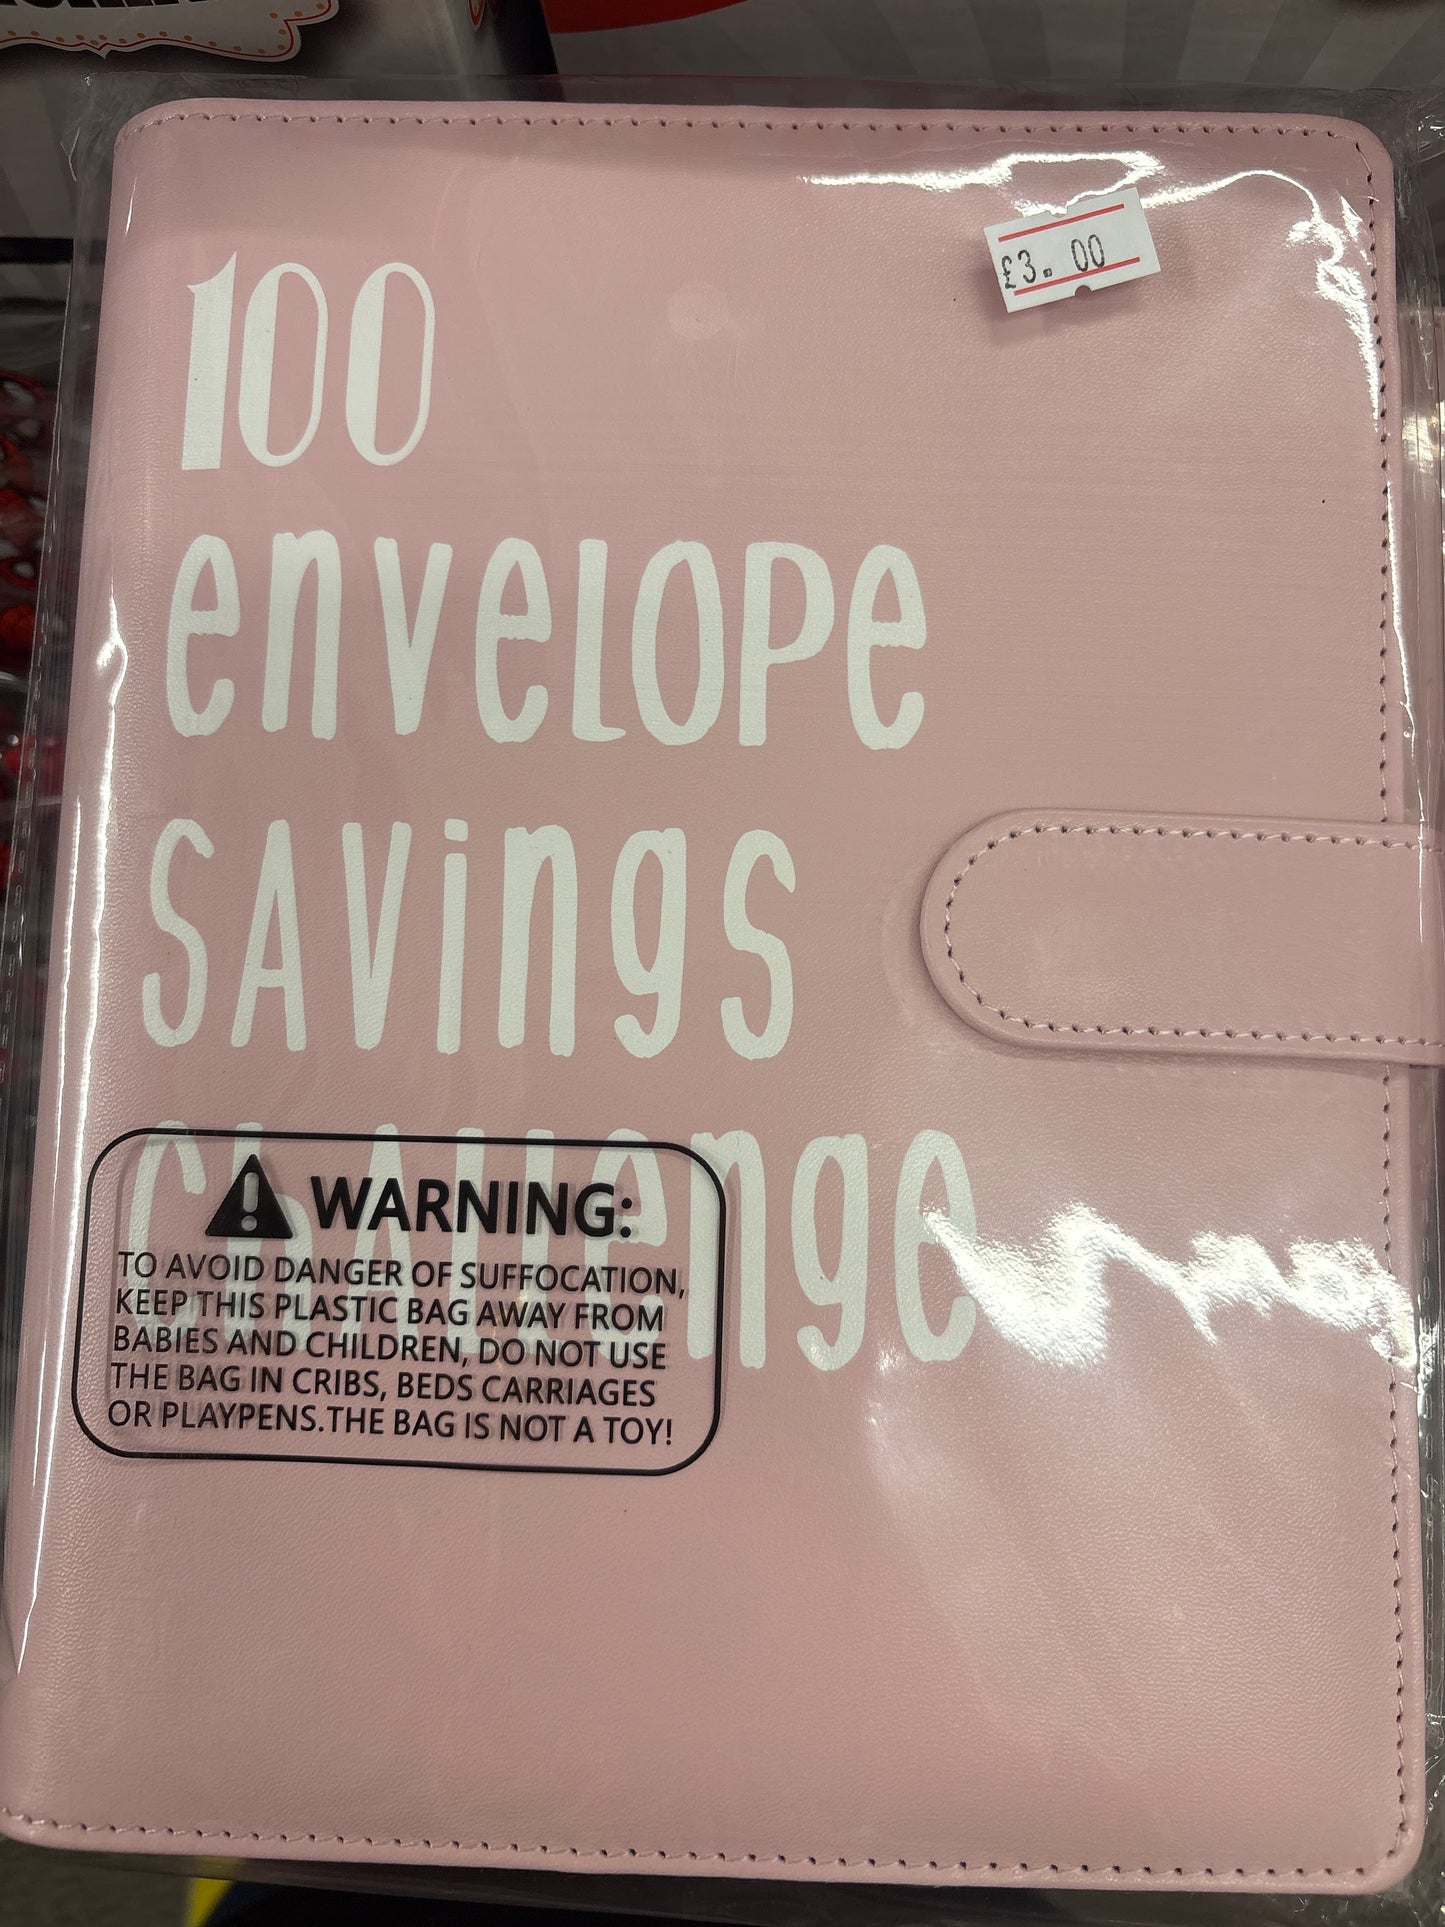 £3.00
100
envelope
savings
challenge
WARNING:
TO AVOID DANGER OF SUFFOCATION,
KEEP THIS PLASTIC BAG AWAY FROM
BABIES AND CHILDREN, DO NOT USE
THE BAG IN CRIBS, BEDS CARRIAGES
OR PLAYPENS.THE BAG IS NOT A TOY!